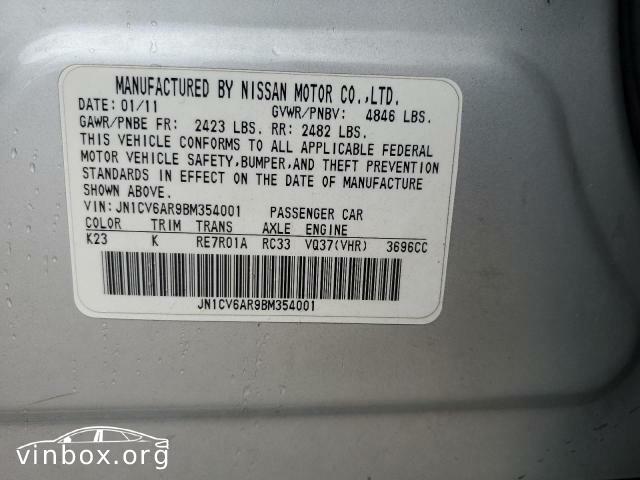 MANUFACTURED BY NISSAN MOTOR CO.,LTD.
DATE: 01/11 GVWR/PNBV: 4846 LBS.
GAWR/PNBE FR: 2423 LBS. RR: 2482 LBS.
THIS VEHICLE CONFORMS TO ALL APPLICABLE FEDERAL
MOTOR VEHICLE SAFETY,BUMPER,AND THEFT PREVENTION
STANDARDS IN EFFECT ON THE DATE OF MANUFACTURE
SHOWN ABOVE.
VIN: JN1CV6AR9BM354001 PASSENGER CAR
COLOR TRIM TRANS AXLE ENGINE
K23 K RE7R01A RC33 VQ37(VHR) 3696CC
JN1CV6AR9BM354001
vinbox.org